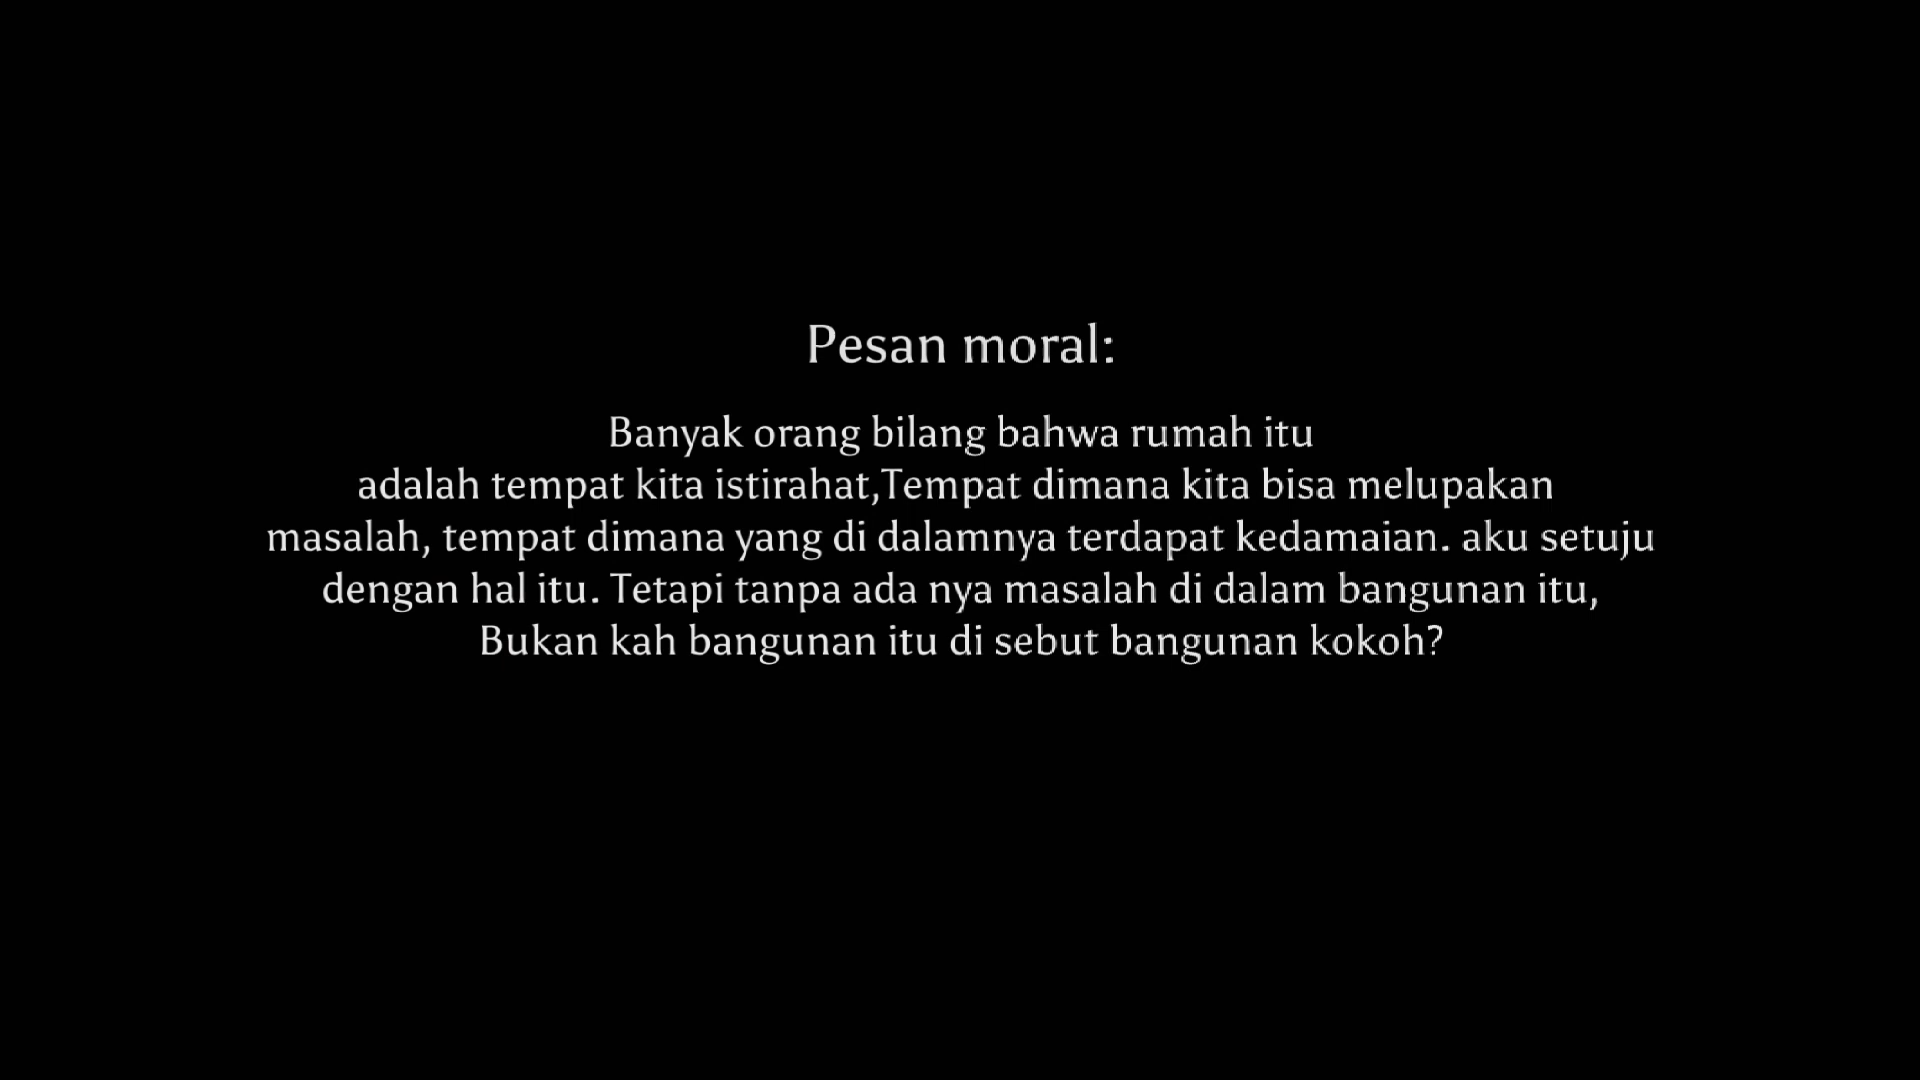 Pesan moral:
Banyak orang bilang bahwa rumah itu
adalah tempat kita istirahat,Tempat dimana kita bisa melupakan
masalah, tempat dimana yang di dalamnya terdapat kedamaian. aku setuju
dengan hal itu. Tetapi tanpa ada nya masalah di dalam bangunan itu,
Bukan kah bangunan itu di sebut bangunan kokoh?